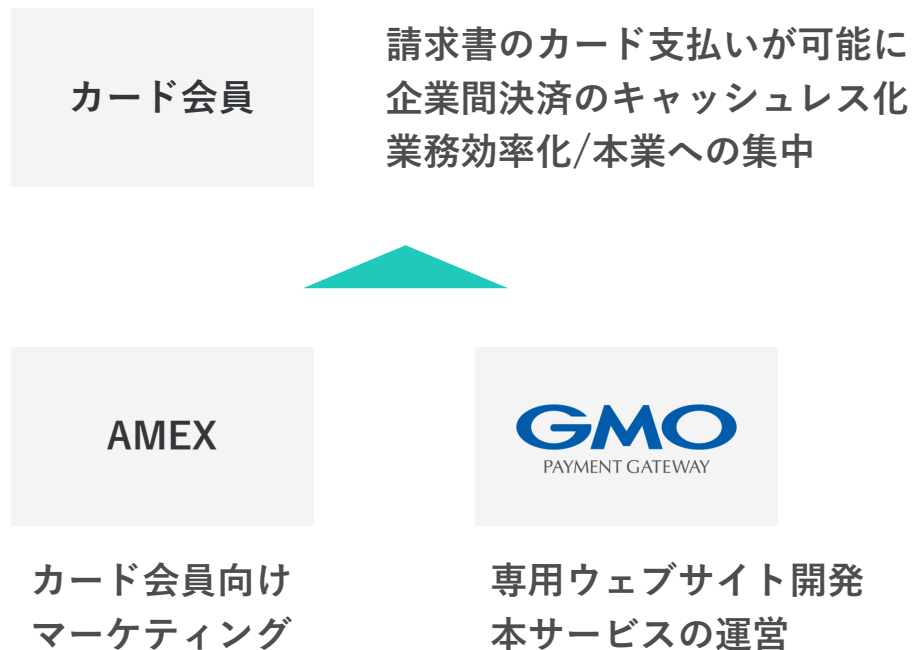 カード会員
請求書のカード支払いが可能に
企業間決済のキャッシュレス化
業務効率化/本業への集中
AMEX
GMO
PAYMENT GATEWAY
カード会員向け
マーケティング
専用ウェブサイト開発
本サービスの運営